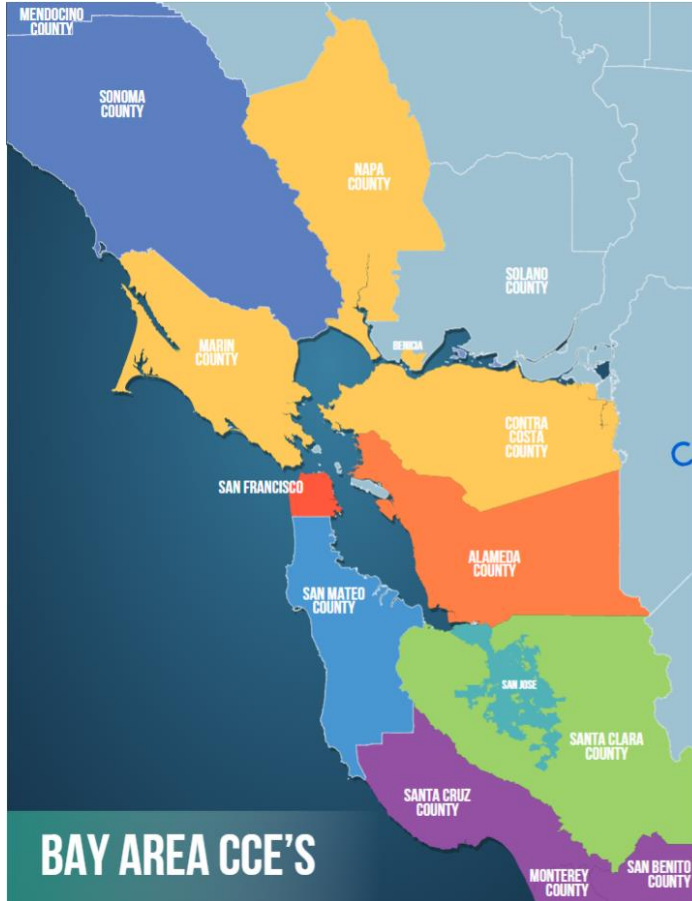 MENDOCINO
COUNTY
SONOMA
COUNTY
NAPA
COUNTY
SOLANO
COUNTY
BENICIA
MARIN
COUNTY
CONTRA
COSTA
COUNTY
C
SAN FRANCISCO
ALAMEDA
COUNTY
SAN MATEO
COUNTY
SAN JOSE
SANTA CLARA
COUNTY
SANTA CRUZ
COUNTY
BAY AREA CCE'S
MONTEREY
COUNTY
SAN BENITO
COUNTY